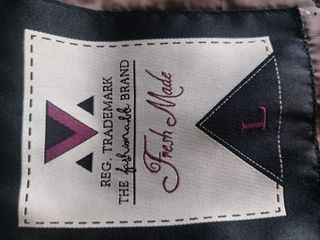 REG. TRADEMARK
THE fashionable BRAND
Fresh Made
L